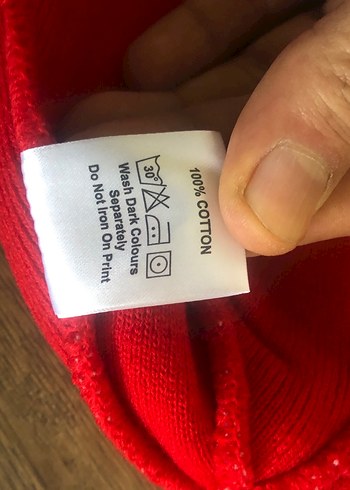 100% COTTON
30°
Wash Dark Colours
Separately
Do Not Iron On Print